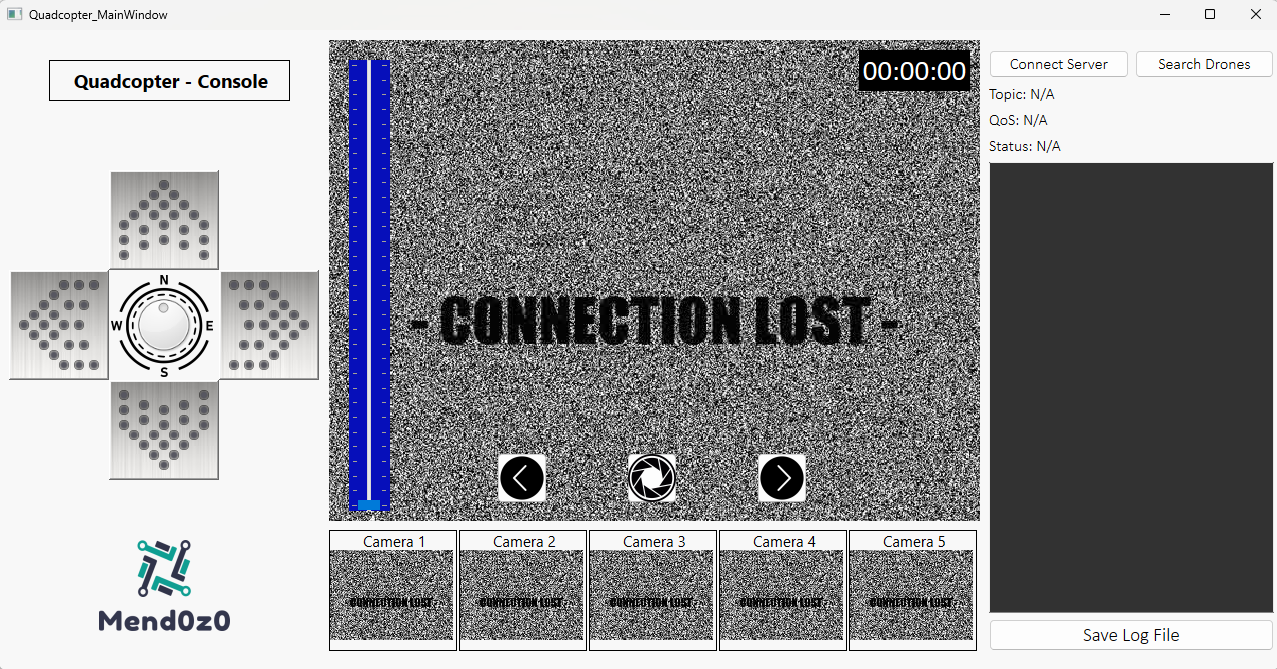 Quadcopter_MainWindow
Quadcopter - Console
N
W
E
S
Mend0z0
00:00:00
- CONNECTION LOST -
Camera 1
CONNECTION LOST
Camera 2
CONNECTION LOST
Camera 3
CONNECTION LOST
Camera 4
CONNECTION LOST
Camera 5
CONNECTION LOST
Connect Server
Search Drones
Topic: N/A
QoS: N/A
Status: N/A
Save Log File